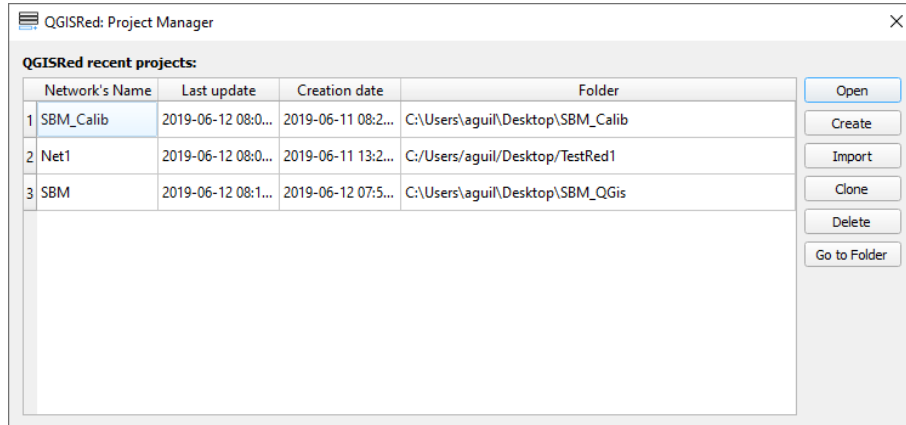 QGISRed: Project Manager
QGISRed recent projects:
Network's Name Last update Creation date Folder
1 SBM_Calib 2019-06-12 08:0... 2019-06-11 08:2... C:\Users\aguil\Desktop\SBM_Calib
2 Net1 2019-06-12 08:0... 2019-06-11 13:2... C:/Users/aguil/Desktop/TestRed1
3 SBM 2019-06-12 08:1... 2019-06-12 07:5... C:\Users\aguil\Desktop\SBM_QGis
Open
Create
Import
Clone
Delete
Go to Folder